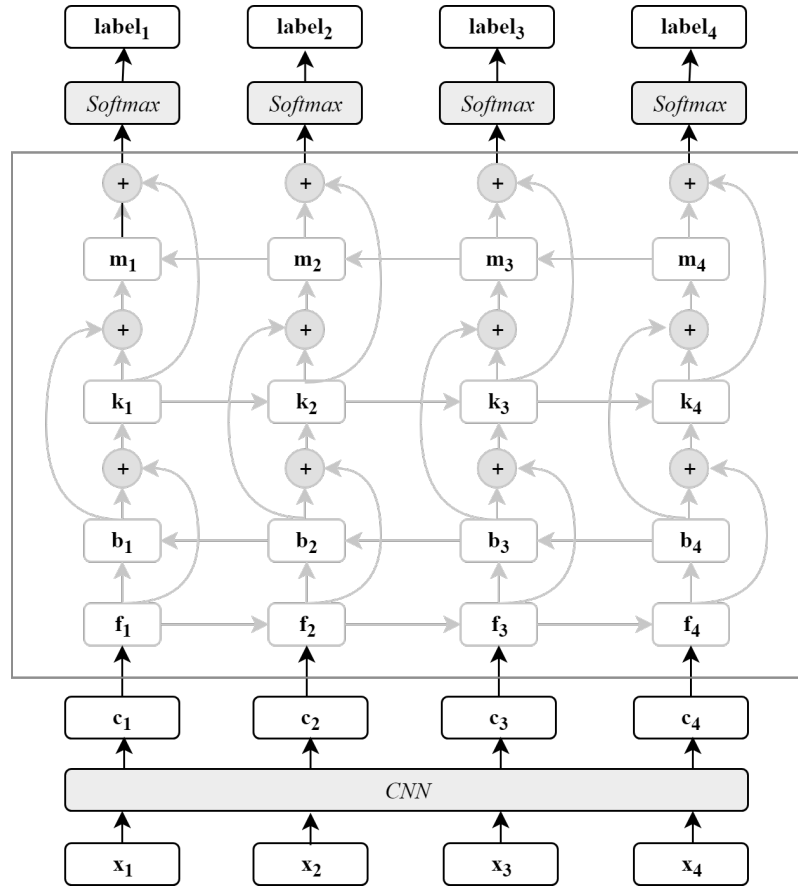 label₁ label₂ label₃ label₄
Softmax Softmax Softmax Softmax
+ + + +
m₁ m₂ m₃ m₄
+ + + +
k₁ k₂ k₃ k₄
+ + + +
b₁ b₂ b₃ b₄
f₁ f₂ f₃ f₄
c₁ c₂ c₃ c₄
CNN
x₁ x₂ x₃ x₄